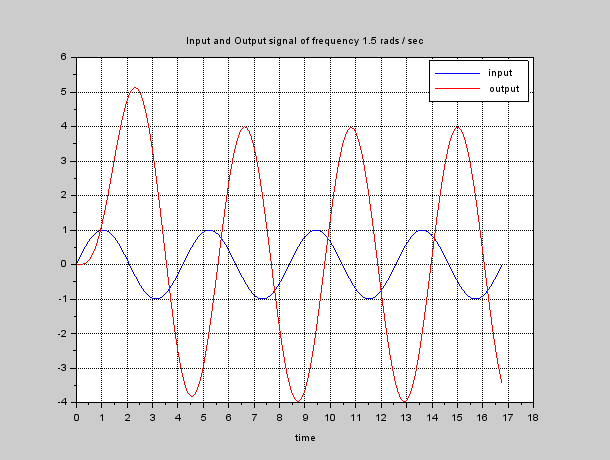 Input and Output signal of frequency 1.5 rads / sec
input
output
6
5
4
3
2
1
0
-1
-2
-3
-4
0 1 2 3 4 5 6 7 8 9 10 11 12 13 14 15 16 17 18
time